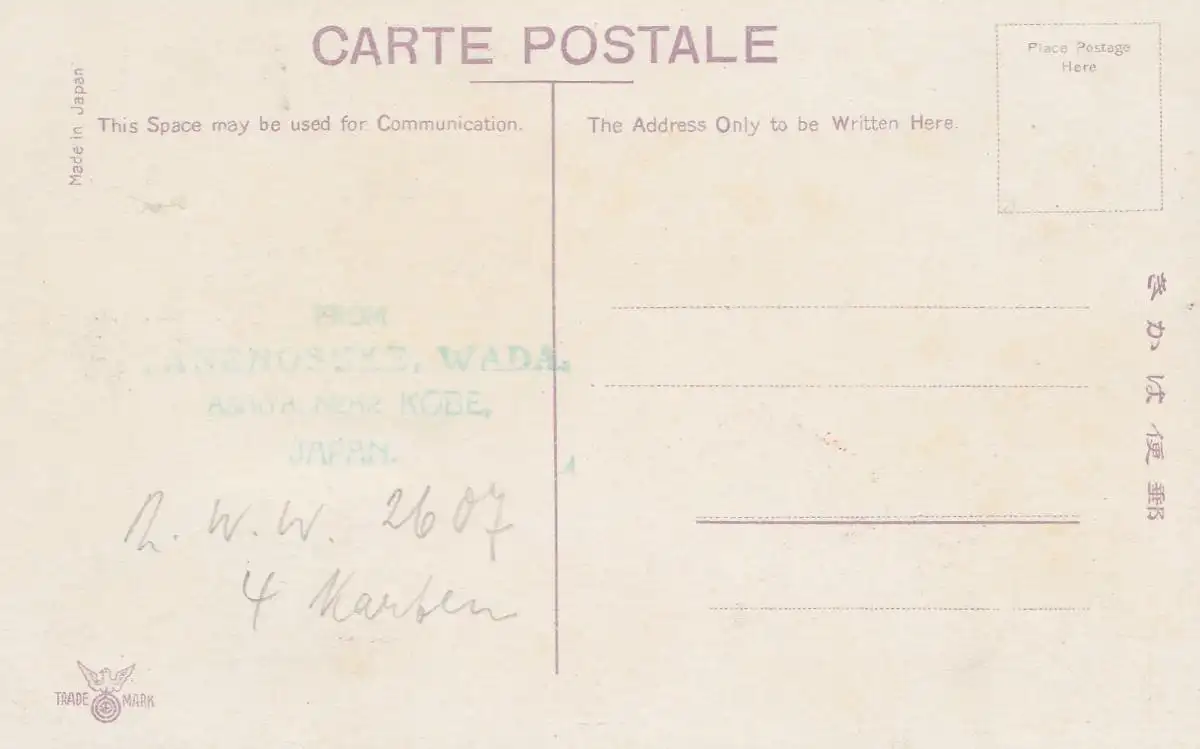 CARTE POSTALE
Place Postage
Here
Made in Japan
This Space may be used for Communication.
The Address Only to be Written Here.
きかは便郵
FROM
WADA.
NEAR KOBE,
JAPAN.
W. W. 2607
4 Karten
TRADE MARK